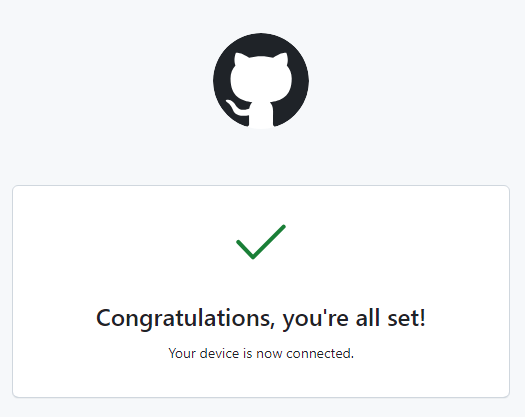 Congratulations, you're all set!
Your device is now connected.